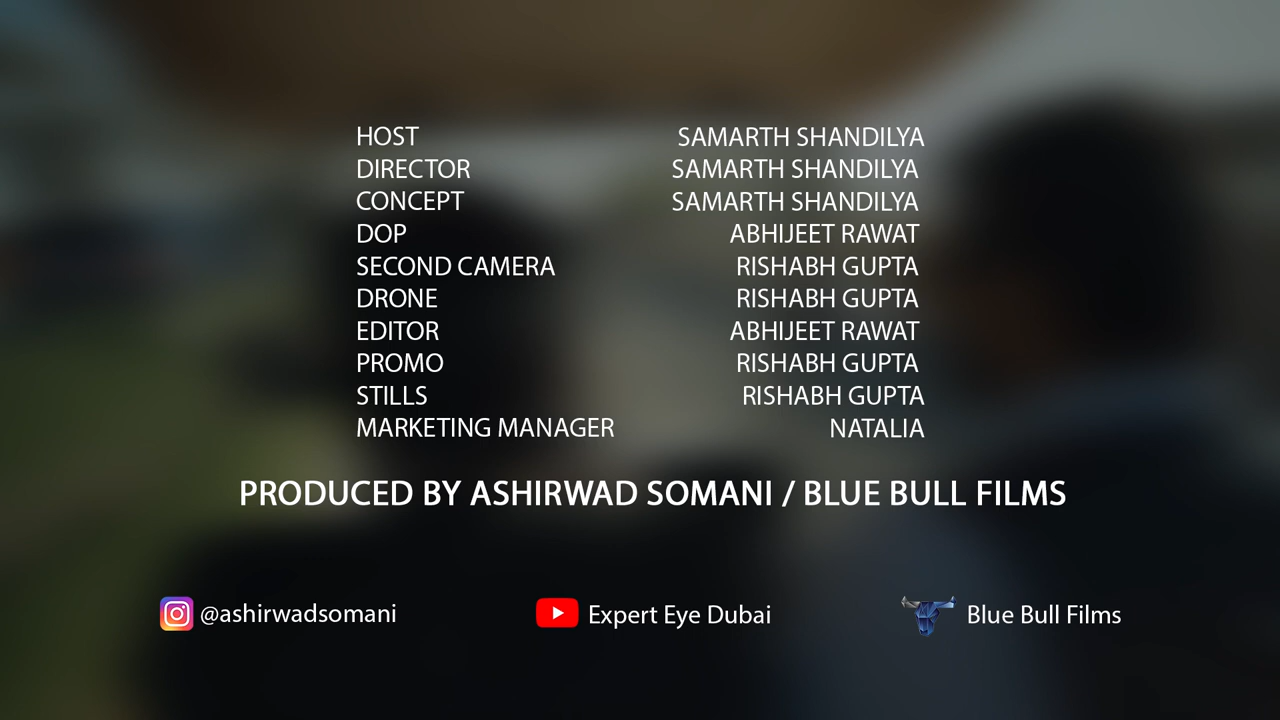 HOST SAMARTH SHANDILYA
DIRECTOR SAMARTH SHANDILYA
CONCEPT SAMARTH SHANDILYA
DOP ABHIJEET RAWAT
SECOND CAMERA RISHABH GUPTA
DRONE RISHABH GUPTA
EDITOR ABHIJEET RAWAT
PROMO RISHABH GUPTA
STILLS RISHABH GUPTA
MARKETING MANAGER NATALIA
PRODUCED BY ASHIRWAD SOMANI / BLUE BULL FILMS
@ashirwadsomani Expert Eye Dubai Blue Bull Films